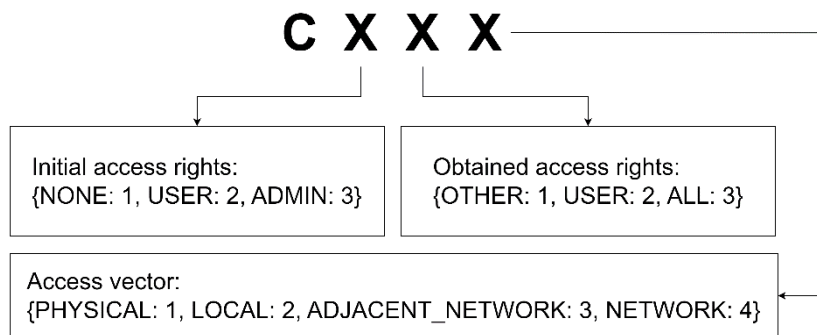 C X X X
Initial access rights:
{NONE: 1, USER: 2, ADMIN: 3}
Obtained access rights:
{OTHER: 1, USER: 2, ALL: 3}
Access vector:
{PHYSICAL: 1, LOCAL: 2, ADJACENT_NETWORK: 3, NETWORK: 4}